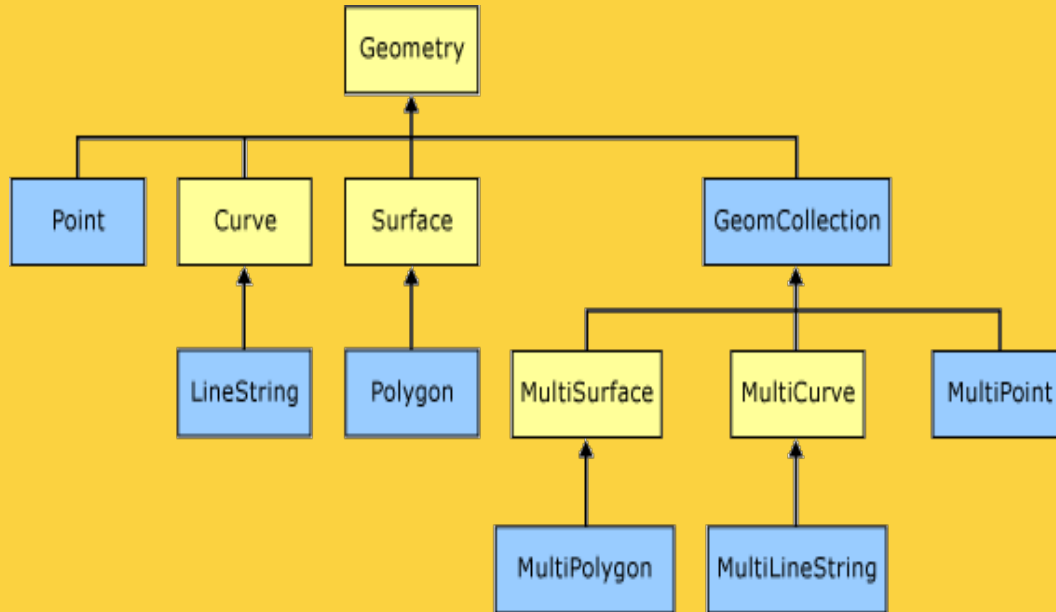 Geometry
Point
Curve
Surface
GeomCollection
LineString
Polygon
MultiSurface
MultiCurve
MultiPoint
MultiPolygon
MultiLineString